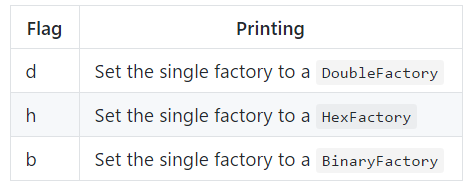 Flag Printing
d Set the single factory to a DoubleFactory
h Set the single factory to a HexFactory
b Set the single factory to a BinaryFactory